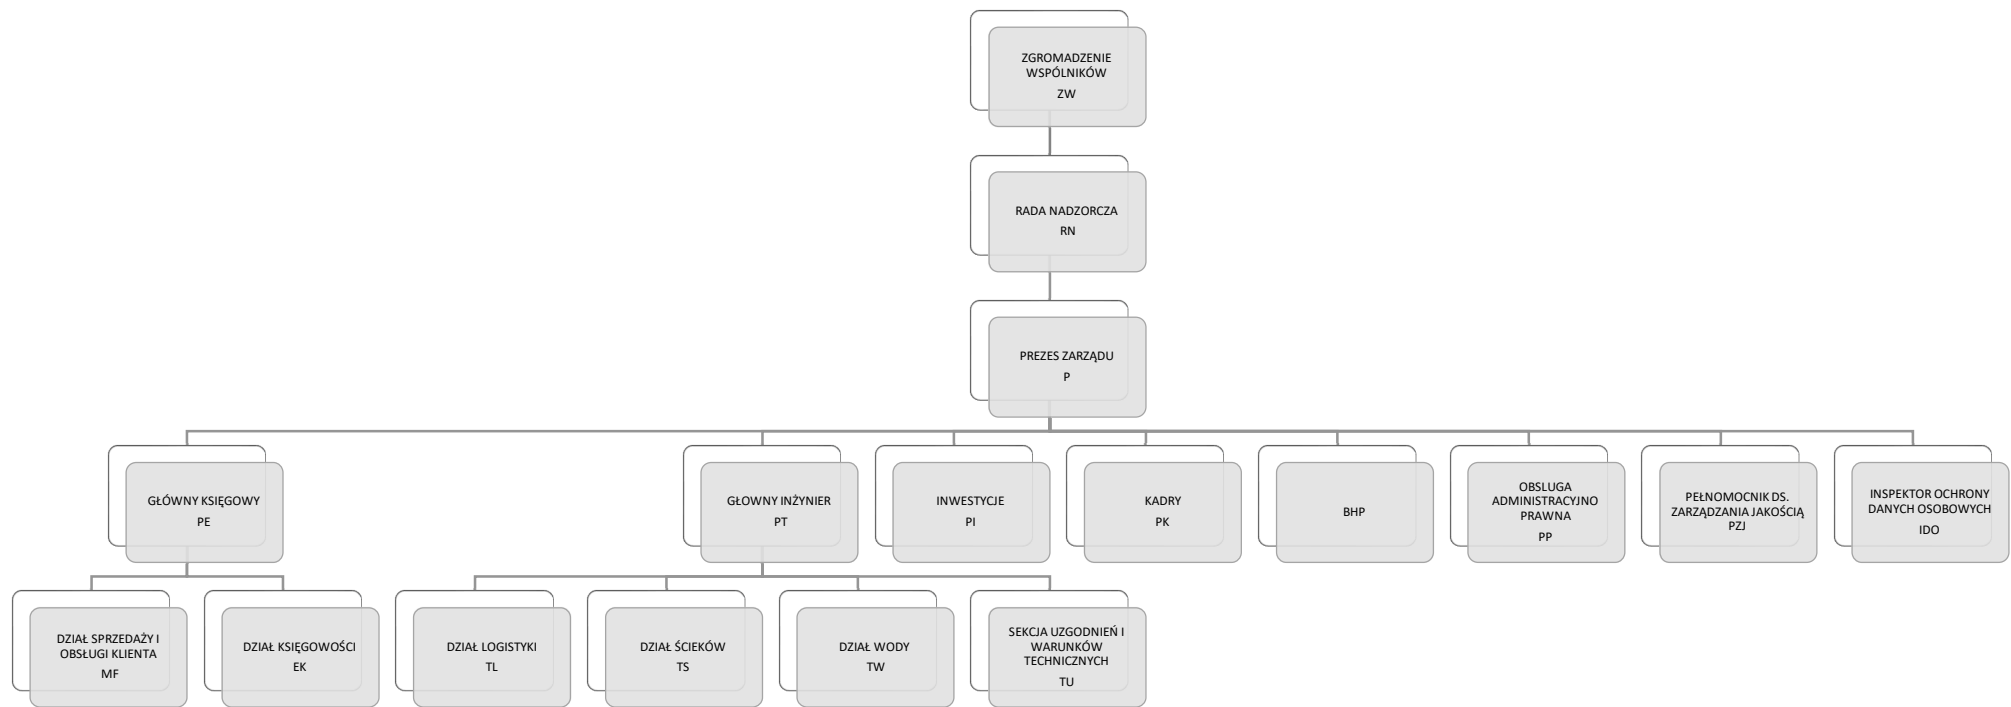 ZGROMADZENIE
WSPÓLNIKÓW
ZW
RADA NADZORCZA
RN
PREZES ZARZĄDU
P
GŁÓWNY KSIĘGOWY
PE
GŁOWNY INŻYNIER
PT
INWESTYCJE
PI
KADRY
PK
BHP
OBSLUGA
ADMINISTRACYJNO
PRAWNA
PP
PEŁNOMOCNIK DS.
ZARZĄDZANIA JAKOŚCIĄ
PZJ
INSPEKTOR OCHRONY
DANYCH OSOBOWYCH
IDO
DZIAŁ SPRZEDAŻY I
OBSŁUGI KLIENTA
MF
DZIAŁ KSIĘGOWOŚCI
EK
DZIAŁ LOGISTYKI
TL
DZIAŁ ŚCIEKÓW
TS
DZIAŁ WODY
TW
SEKCJA UZGODNIEŃ I
WARUNKÓW
TECHNICZNYCH
TU